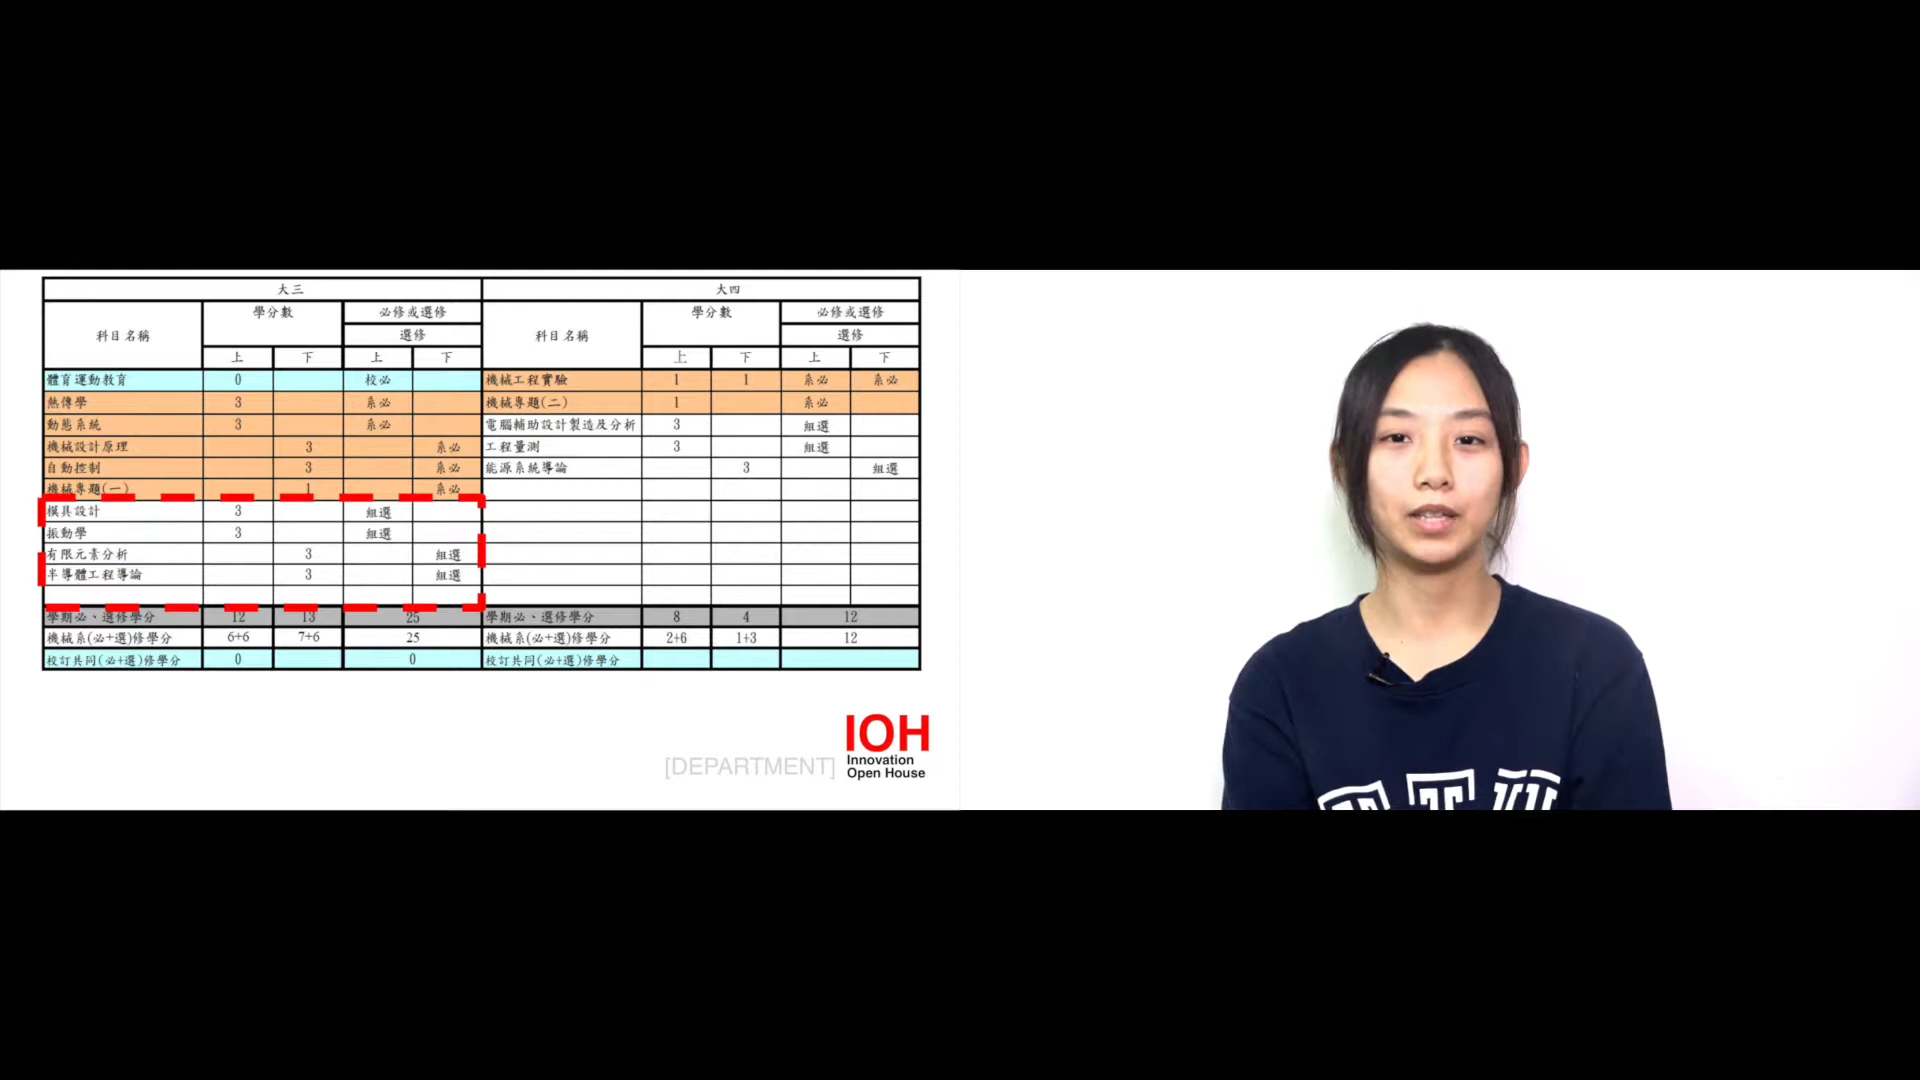 大三 大四
科目名稱 學分數 必修或選修 科目名稱 學分數 必修或選修
選修 選修
上 下 上 下 上 下 上 下
體育運動教育 0 校必 機械工程實驗 1 1 系必 系必
熱傳學 3 系必 機械專題(二) 1 系必
動態系統 3 系必 電腦輔助設計製造及分析 3 組選
機械設計原理 3 系必 工程量測 3 組選
自動控制 3 系必 能源系統導論 3 組選
機械專題(一) 1 系必
模具設計 3 組選
振動學 3 組選
有限元素分析 3 組選
半導體工程導論 3 組選
學期必、選修學分 12 13 25 學期必、選修學分 8 4 12
機械系(必+選)修學分 6+6 7+6 25 機械系(必+選)修學分 2+6 1+3 12
校訂共同(必+選)修學分 0 0 校訂共同(必+選)修學分
[DEPARTMENT]
IOH
Innovation
Open House